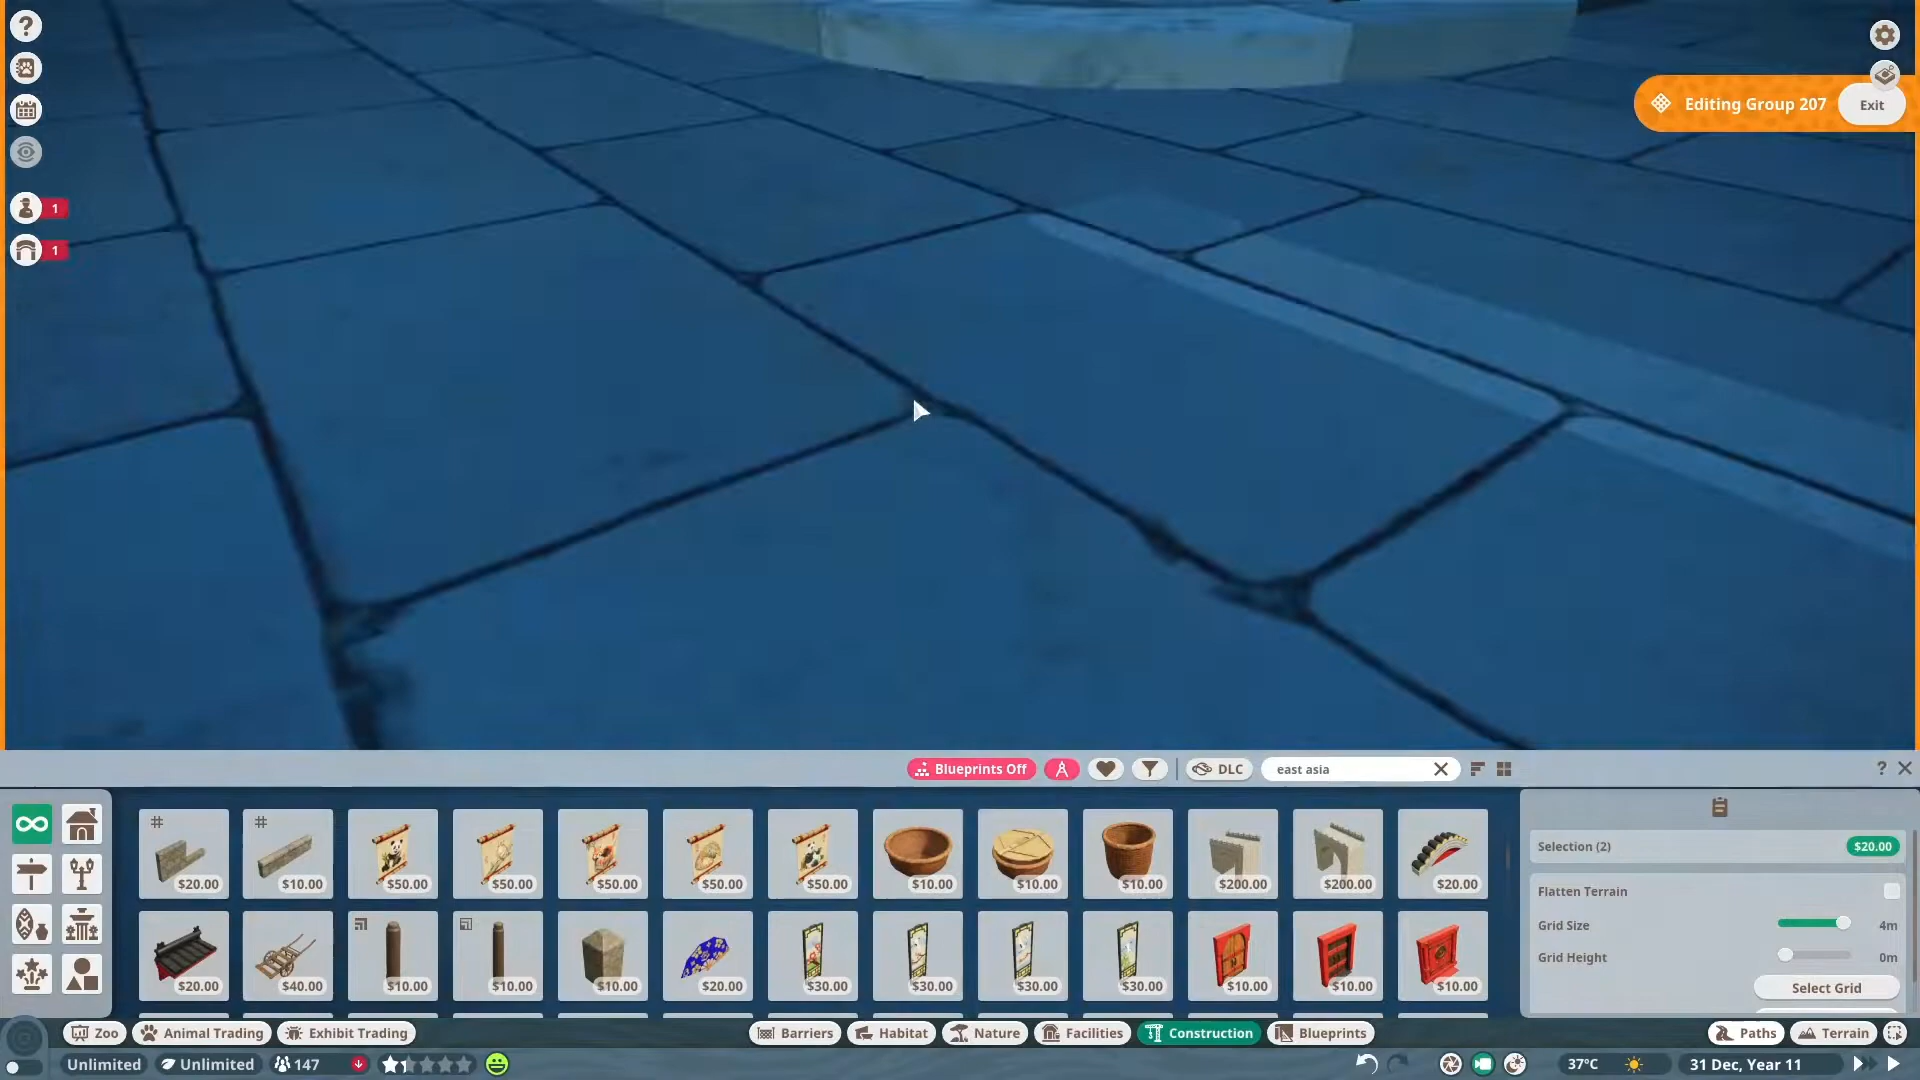 ?
Editing Group 207
Exit
1
1
Blueprints Off
DLC
east asia
?
$20.00
$10.00
$50.00
$50.00
$50.00
$50.00
$50.00
$10.00
$10.00
$10.00
$200.00
$200.00
$20.00
$20.00
$40.00
$10.00
$10.00
$10.00
$20.00
$30.00
$30.00
$30.00
$30.00
$10.00
$10.00
$10.00
Selection (2)
$20.00
Flatten Terrain
Grid Size
4m
Grid Height
0m
Select Grid
Zoo
Animal Trading
Exhibit Trading
Barriers
Habitat
Nature
Facilities
Construction
Blueprints
Paths
Terrain
Unlimited
Unlimited
147
37°C
31 Dec, Year 11